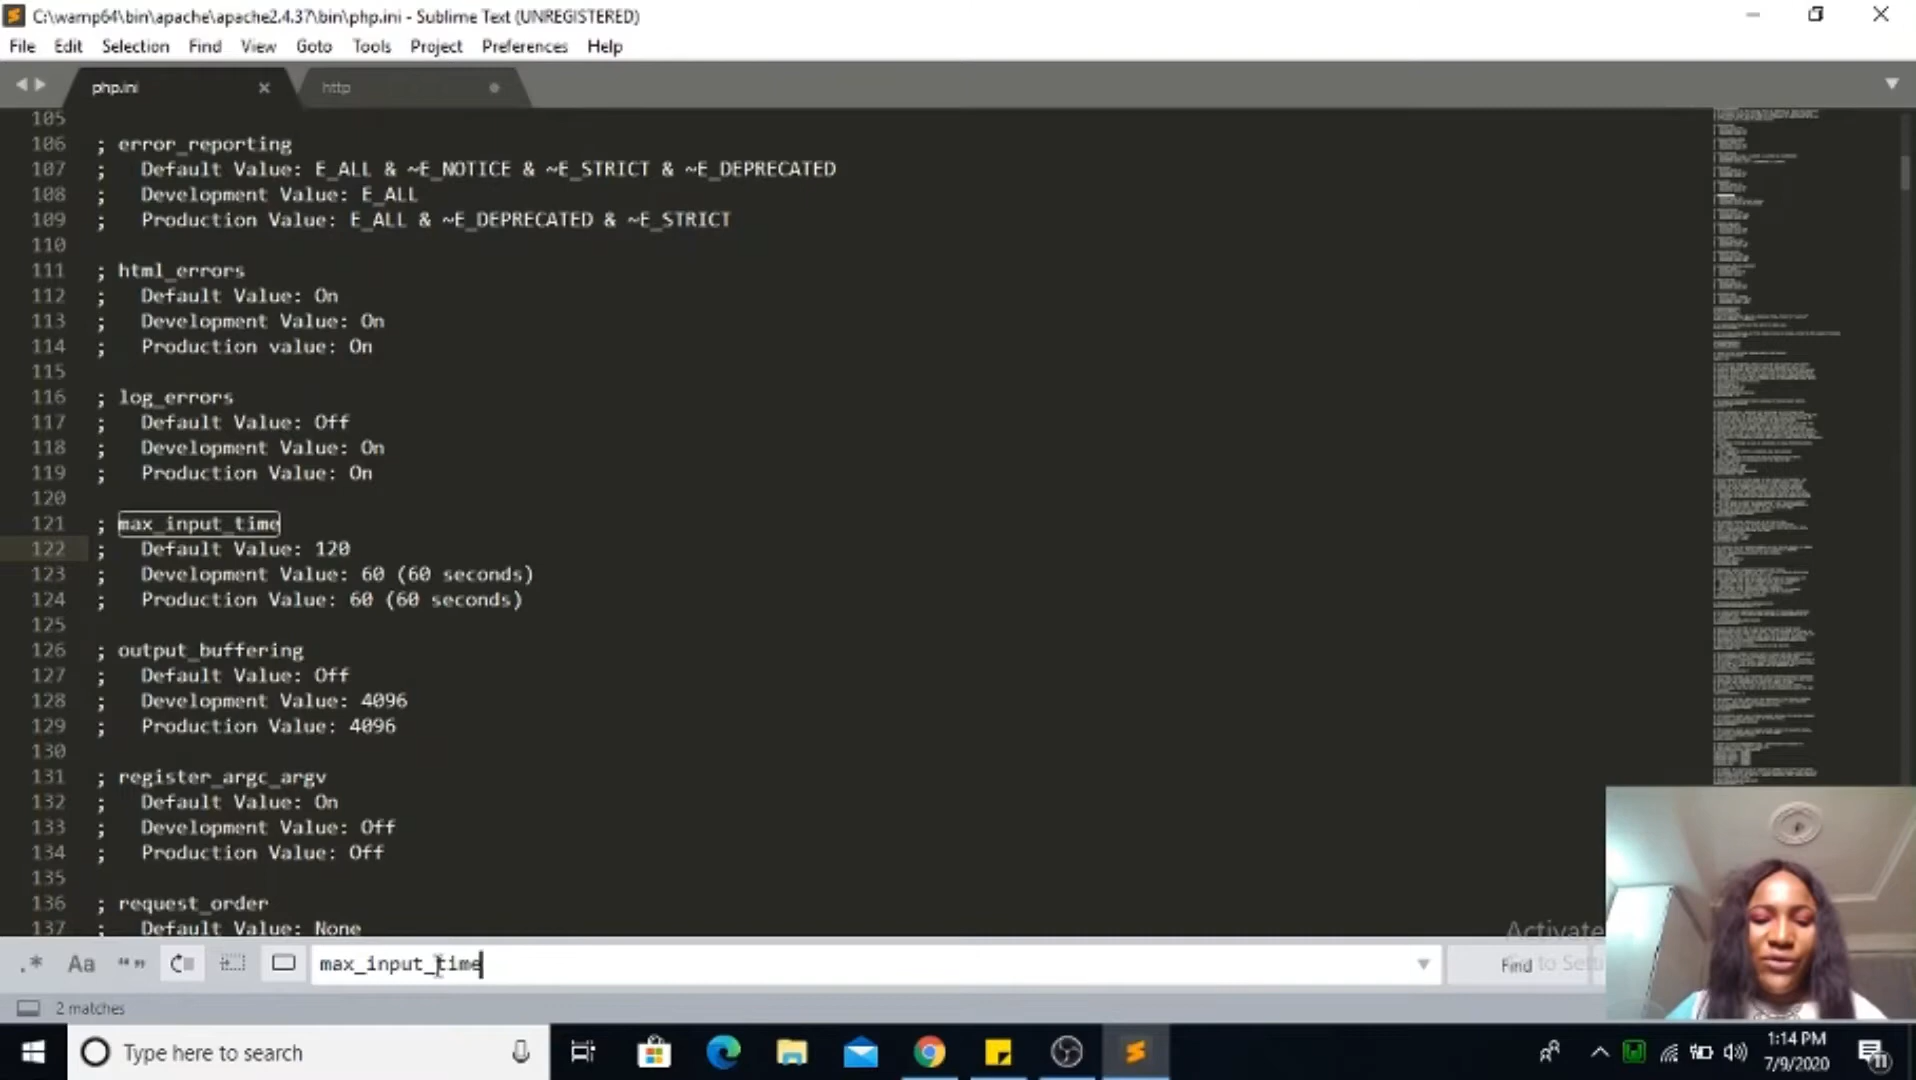 C:\wamp64\bin\apache\apache2.4.37\bin\php.ini - Sublime Text (UNREGISTERED)
File Edit Selection Find View Goto Tools Project Preferences Help
php.ini http
105
106 ; error_reporting
107 ;   Default Value: E_ALL & ~E_NOTICE & ~E_STRICT & ~E_DEPRECATED
108 ;   Development Value: E_ALL
109 ;   Production Value: E_ALL & ~E_DEPRECATED & ~E_STRICT
110
111 ; html_errors
112 ;   Default Value: On
113 ;   Development Value: On
114 ;   Production value: On
115
116 ; log_errors
117 ;   Default Value: Off
118 ;   Development Value: On
119 ;   Production Value: On
120
121 ; max_input_time
122 ;   Default Value: 120
123 ;   Development Value: 60 (60 seconds)
124 ;   Production Value: 60 (60 seconds)
125
126 ; output_buffering
127 ;   Default Value: Off
128 ;   Development Value: 4096
129 ;   Production Value: 4096
130
131 ; register_argc_argv
132 ;   Default Value: On
133 ;   Development Value: Off
134 ;   Production Value: Off
135
136 ; request_order
137 ;   Default Value: None
Activate
.* Aa “” max_input_time Find to
2 matches
Type here to search
1:14 PM
7/9/2020
11